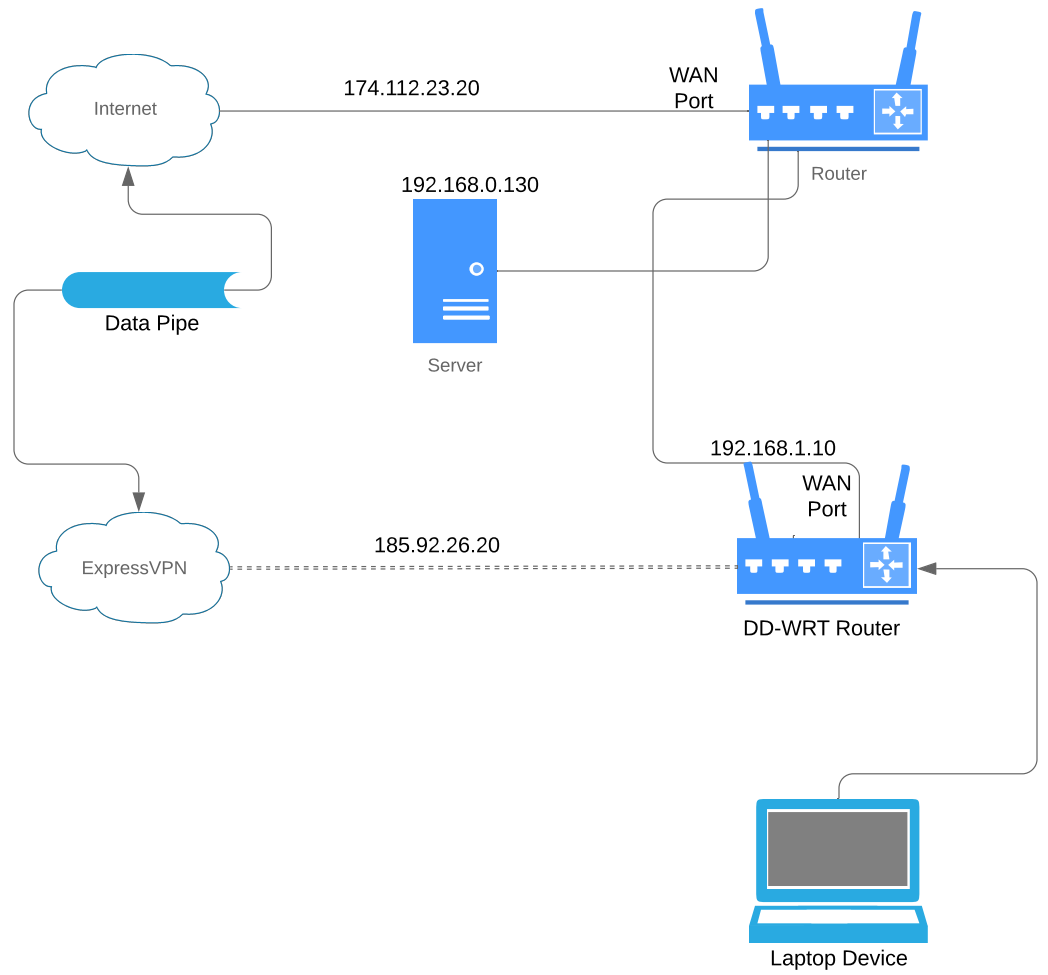 WAN
Port
174.112.23.20
Internet
Router
192.168.0.130
Data Pipe
Server
192.168.1.10
WAN
Port
185.92.26.20
ExpressVPN
DD-WRT Router
Laptop Device